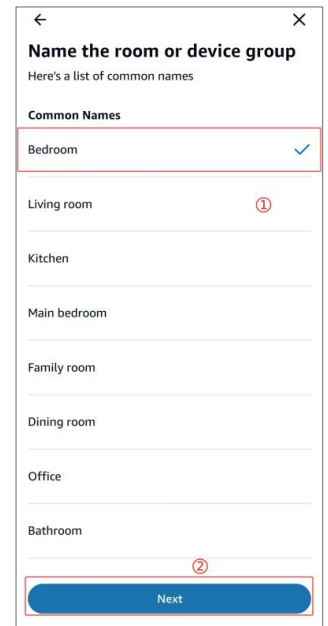 Name the room or device group
Here's a list of common names
Common Names
Bedroom
Living room
①
Kitchen
Main bedroom
Family room
Dining room
Office
Bathroom
②
Next